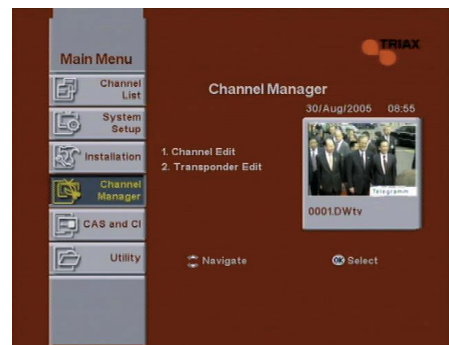 Main Menu
TRIAX
Channel
List
System
Setup
Installation
Channel
Manager
CAS and CI
Utility
Channel Manager
30/Aug/2005 08:55
1. Channel Edit
2. Transponder Edit
Telegramm
0001.DWtv
Navigate
OK Select